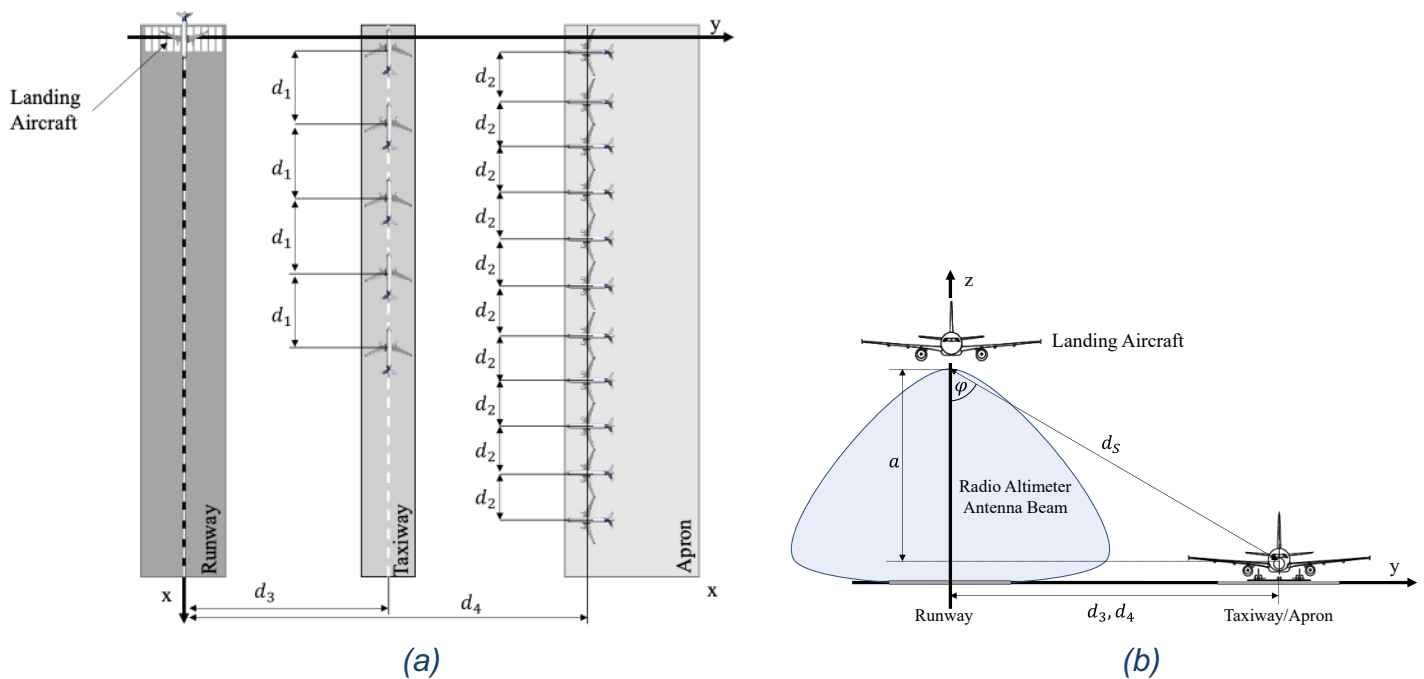 y
Landing
Aircraft
d₁
d₁
d₁
d₁
d₂
d₂
d₂
d₂
d₂
d₂
d₂
d₂
d₂
d₂
Runway
Taxiway
Apron
x
x
d₃
d₄
(a)
z
Landing Aircraft
φ
a
dₛ
Radio Altimeter
Antenna Beam
y
Runway
d₃, d₄
Taxiway/Apron
(b)